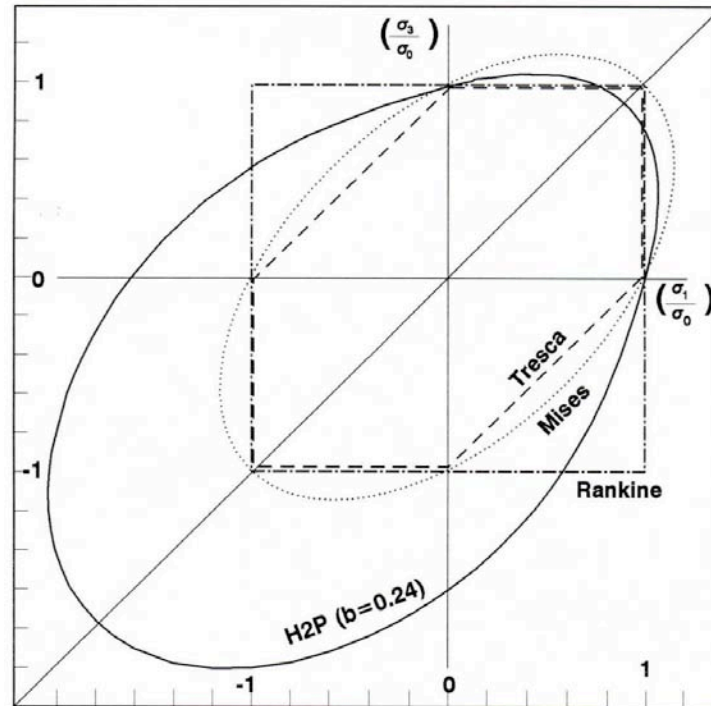 (σ₃/σ₀)
1
0
(σ₁/σ₀)
Tresca
Mises
-1
Rankine
H2P (b=0.24)
-1 0 1